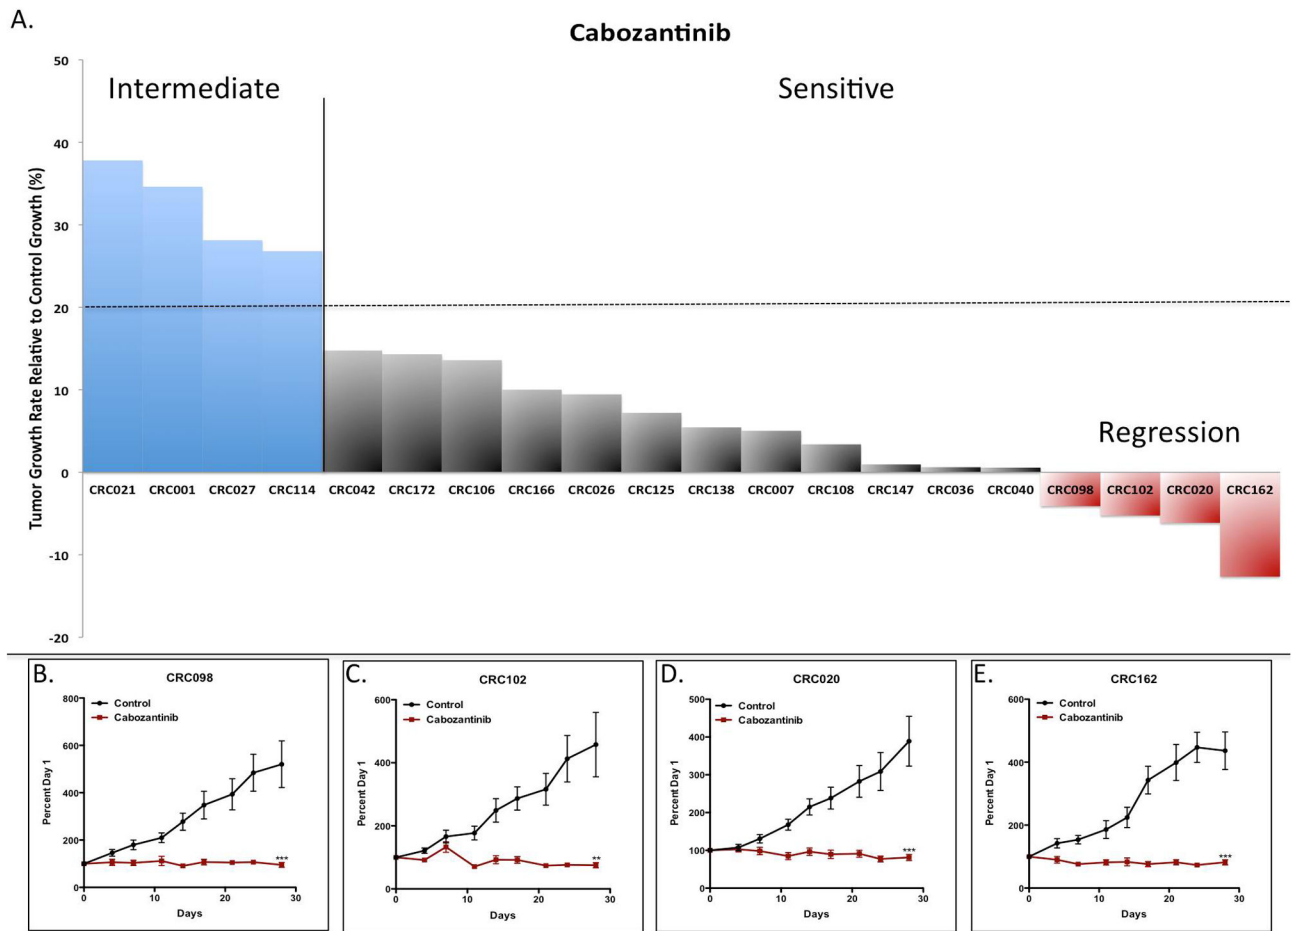 A.
Cabozantinib
Intermediate
Sensitive
Regression
Tumor Growth Rate Relative to Control Growth (%)
50
40
30
20
10
0
-10
-20
CRC021 CRC001 CRC027 CRC114 CRC042 CRC172 CRC106 CRC166 CRC026 CRC125 CRC138 CRC007 CRC108 CRC147 CRC036 CRC040 CRC098 CRC102 CRC020 CRC162
B.
CRC098
Control
Cabozantinib
Percent Day 1
800
600
400
200
0
***
0 10 20 30
Days
C.
CRC102
Control
Cabozantinib
Percent Day 1
600
400
200
0
**
0 10 20 30
Days
D.
CRC020
Control
Cabozantinib
Percent Day 1
500
400
300
200
100
0
***
0 10 20 30
Days
E.
CRC162
Control
Cabozantinib
Percent Day 1
600
400
200
0
***
0 10 20 30
Days